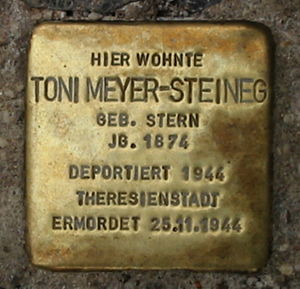 HIER WOHNTE
TONI MEYER-STEINEG
GEB. STERN
JG. 1874
DEPORTIERT 1944
THERESIENSTADT
ERMORDET 25.11.1944